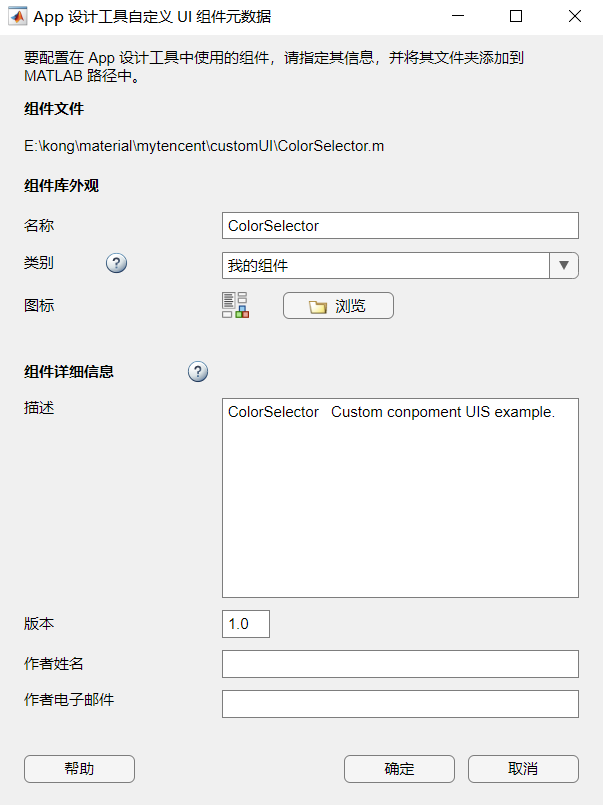 App 设计工具自定义 UI 组件元数据
要配置在 App 设计工具中使用的组件，请指定其信息，并将其文件夹添加到
MATLAB 路径中。
组件文件
E:\kong\material\mytencent\customUI\ColorSelector.m
组件库外观
名称 ColorSelector
类别 ? 我的组件
图标 浏览
组件详细信息 ?
描述 ColorSelector Custom conpoment UIS example.
版本 1.0
作者姓名
作者电子邮件
帮助 确定 取消